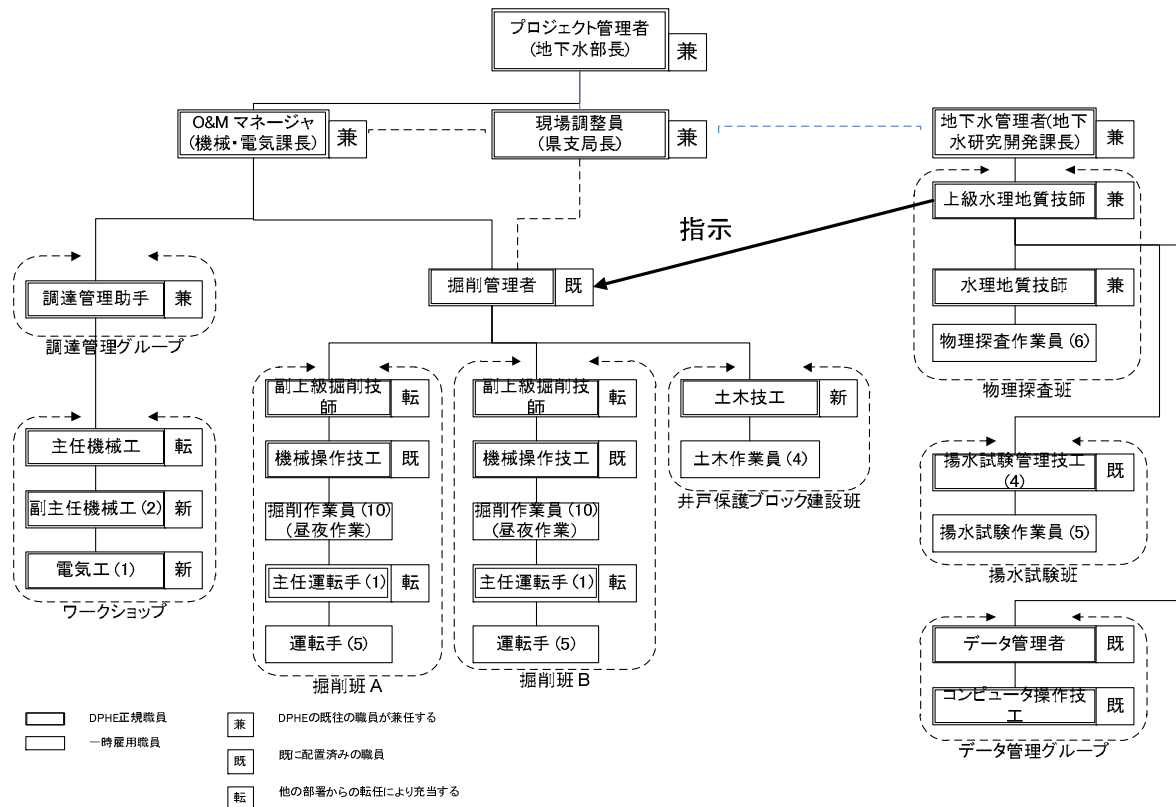 プロジェクト管理者
(地下水部長)
兼
O&M マネージャ
(機械・電気課長)
兼
現場調整員
(県支局長)
兼
地下水管理者(地下
水研究開発課長)
兼
上級水理地質技師
兼
指示
掘削管理者
既
水理地質技師
兼
調達管理助手
兼
調達管理グループ
物理探査作業員 (6)
物理探査班
副上級掘削技
師
転
副上級掘削技
師
転
土木技工
新
主任機械工
転
機械操作技工
既
機械操作技工
既
土木作業員 (4)
井戸保護ブロック建設班
揚水試験管理技工
(4)
既
副主任機械工 (2)
新
掘削作業員 (10)
(昼夜作業)
掘削作業員 (10)
(昼夜作業)
揚水試験作業員 (5)
揚水試験班
電気工 (1)
新
ワークショップ
主任運転手 (1)
転
主任運転手 (1)
転
運転手 (5)
運転手 (5)
掘削班 A
掘削班 B
データ管理者
既
コンピュータ操作技
工
既
データ管理グループ
DPHE正規職員
一時雇用職員
兼
DPHEの既往の職員が兼任する
既
既に配置済みの職員
転
他の部署からの転任により充当する